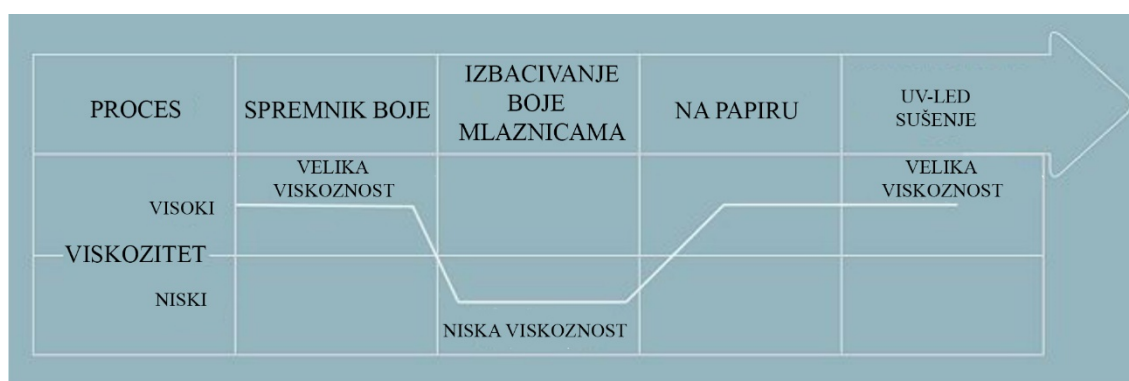 PROCES
SPREMNIK BOJE
IZBACIVANJE
BOJE
MLAZNICAMA
NA PAPIRU
UV-LED
SUŠENJE
VELIKA
VISKOZNOST
VELIKA
VISKOZNOST
VISOKI
VISKOZITET
NISKI
NISKA VISKOZNOST